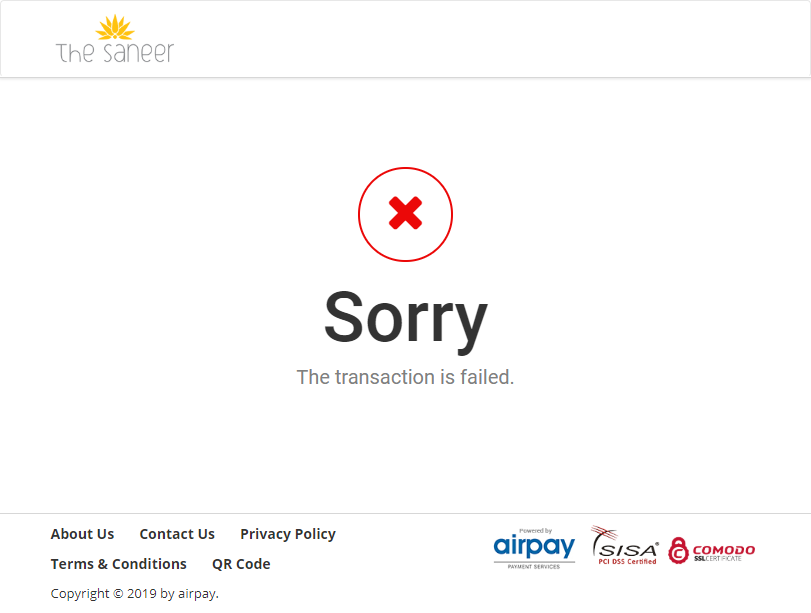 The saneer
Sorry
The transaction is failed.
About Us Contact Us Privacy Policy
Terms & Conditions QR Code
Copyright © 2019 by airpay.
Powered by
airpay
PAYMENT SERVICES
SISA®
PCI DSS Certified
COMODO
SSL CERTIFICATE